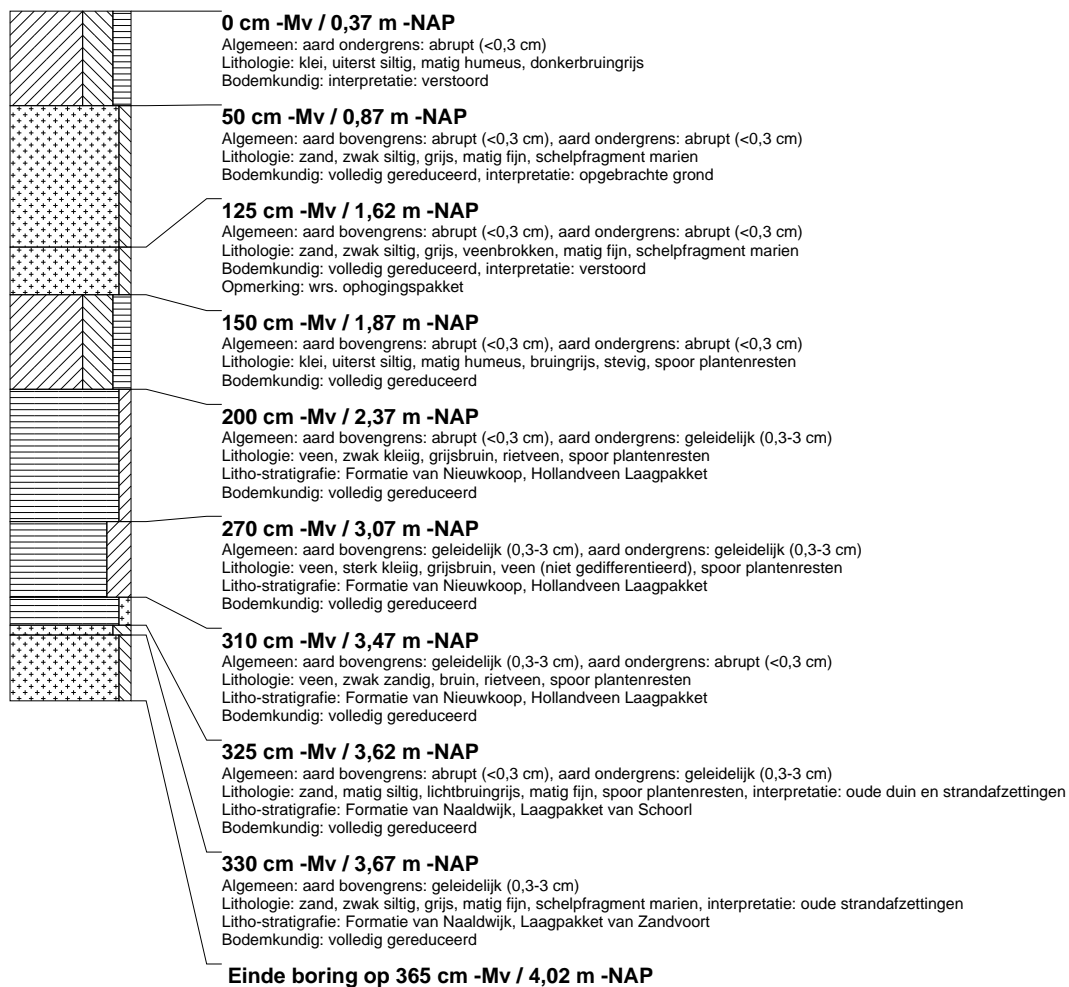 0 cm -Mv / 0,37 m -NAP
Algemeen: aard ondergrens: abrupt (<0,3 cm)
Lithologie: klei, uiterst siltig, matig humeus, donkerbruingrijs
Bodemkundig: interpretatie: verstoord
50 cm -Mv / 0,87 m -NAP
Algemeen: aard bovengrens: abrupt (<0,3 cm), aard ondergrens: abrupt (<0,3 cm)
Lithologie: zand, zwak siltig, grijs, matig fijn, schelpfragment marien
Bodemkundig: volledig gereduceerd, interpretatie: opgebrachte grond
125 cm -Mv / 1,62 m -NAP
Algemeen: aard bovengrens: abrupt (<0,3 cm), aard ondergrens: abrupt (<0,3 cm)
Lithologie: zand, zwak siltig, grijs, veenbrokken, matig fijn, schelpfragment marien
Bodemkundig: volledig gereduceerd, interpretatie: verstoord
Opmerking: wrs. ophogingspakket
150 cm -Mv / 1,87 m -NAP
Algemeen: aard bovengrens: abrupt (<0,3 cm), aard ondergrens: abrupt (<0,3 cm)
Lithologie: klei, uiterst siltig, matig humeus, bruingrijs, stevig, spoor plantenresten
Bodemkundig: volledig gereduceerd
200 cm -Mv / 2,37 m -NAP
Algemeen: aard bovengrens: abrupt (<0,3 cm), aard ondergrens: geleidelijk (0,3-3 cm)
Lithologie: veen, zwak kleiig, grijsbruin, rietveen, spoor plantenresten
Litho-stratigrafie: Formatie van Nieuwkoop, Hollandveen Laagpakket
Bodemkundig: volledig gereduceerd
270 cm -Mv / 3,07 m -NAP
Algemeen: aard bovengrens: geleidelijk (0,3-3 cm), aard ondergrens: geleidelijk (0,3-3 cm)
Lithologie: veen, sterk kleiig, grijsbruin, veen (niet gedifferentieerd), spoor plantenresten
Litho-stratigrafie: Formatie van Nieuwkoop, Hollandveen Laagpakket
Bodemkundig: volledig gereduceerd
310 cm -Mv / 3,47 m -NAP
Algemeen: aard bovengrens: geleidelijk (0,3-3 cm), aard ondergrens: abrupt (<0,3 cm)
Lithologie: veen, zwak zandig, bruin, rietveen, spoor plantenresten
Litho-stratigrafie: Formatie van Nieuwkoop, Hollandveen Laagpakket
Bodemkundig: volledig gereduceerd
325 cm -Mv / 3,62 m -NAP
Algemeen: aard bovengrens: abrupt (<0,3 cm), aard ondergrens: geleidelijk (0,3-3 cm)
Lithologie: zand, matig siltig, lichtbruingrijs, matig fijn, spoor plantenresten, interpretatie: oude duin en strandafzettingen
Litho-stratigrafie: Formatie van Naaldwijk, Laagpakket van Schoorl
Bodemkundig: volledig gereduceerd
330 cm -Mv / 3,67 m -NAP
Algemeen: aard bovengrens: geleidelijk (0,3-3 cm)
Lithologie: zand, zwak siltig, grijs, matig fijn, schelpfragment marien, interpretatie: oude strandafzettingen
Litho-stratigrafie: Formatie van Naaldwijk, Laagpakket van Zandvoort
Bodemkundig: volledig gereduceerd
Einde boring op 365 cm -Mv / 4,02 m -NAP